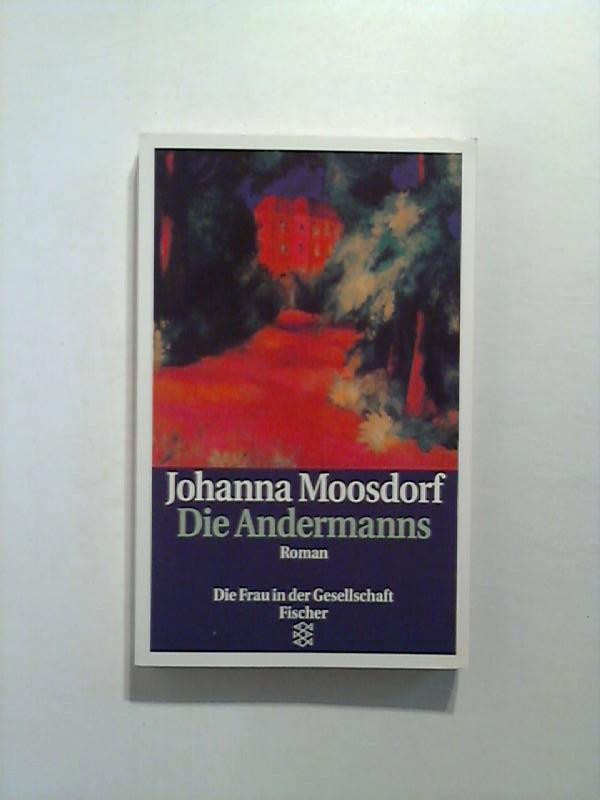 Johanna Moosdorf
Die Andermanns
Roman
Die Frau in der Gesellschaft
Fischer